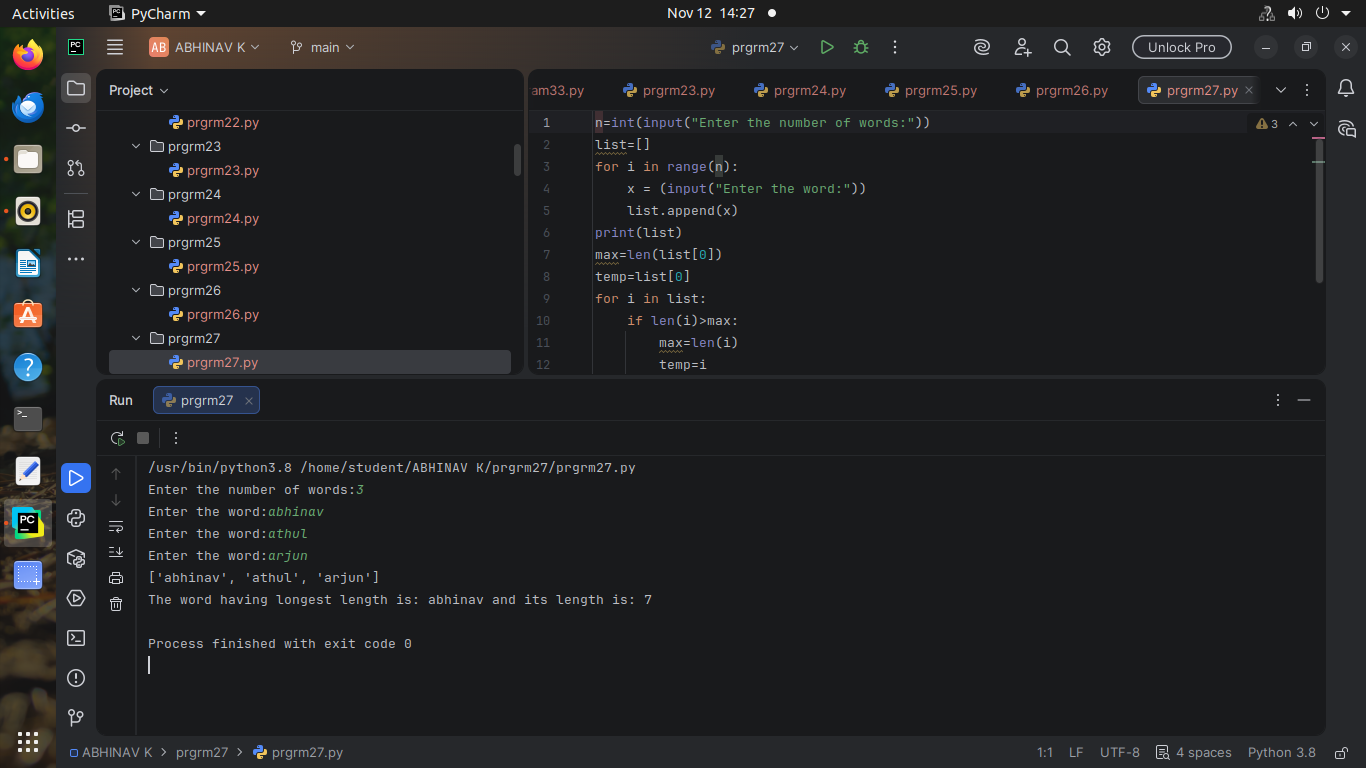 Activities PyCharm Nov 12 14:27
PC AB ABHINAV K main prgrm27 Unlock Pro
Project
am33.py prgrm23.py prgrm24.py prgrm25.py prgrm26.py prgrm27.py
prgrm22.py
prgrm23
prgrm23.py
prgrm24
prgrm24.py
prgrm25
prgrm25.py
prgrm26
prgrm26.py
prgrm27
prgrm27.py
1 n=int(input("Enter the number of words:")) 3
2 list=[]
3 for i in range(n):
4 x = (input("Enter the word:"))
5 list.append(x)
6 print(list)
7 max=len(list[0])
8 temp=list[0]
9 for i in list:
10 if len(i)>max:
11 max=len(i)
12 temp=i
Run prgrm27
/usr/bin/python3.8 /home/student/ABHINAV K/prgrm27/prgrm27.py
Enter the number of words:3
Enter the word:abhinav
Enter the word:athul
Enter the word:arjun
['abhinav', 'athul', 'arjun']
The word having longest length is: abhinav and its length is: 7
Process finished with exit code 0
PC
ABHINAV K > prgrm27 > prgrm27.py 1:1 LF UTF-8 4 spaces Python 3.8